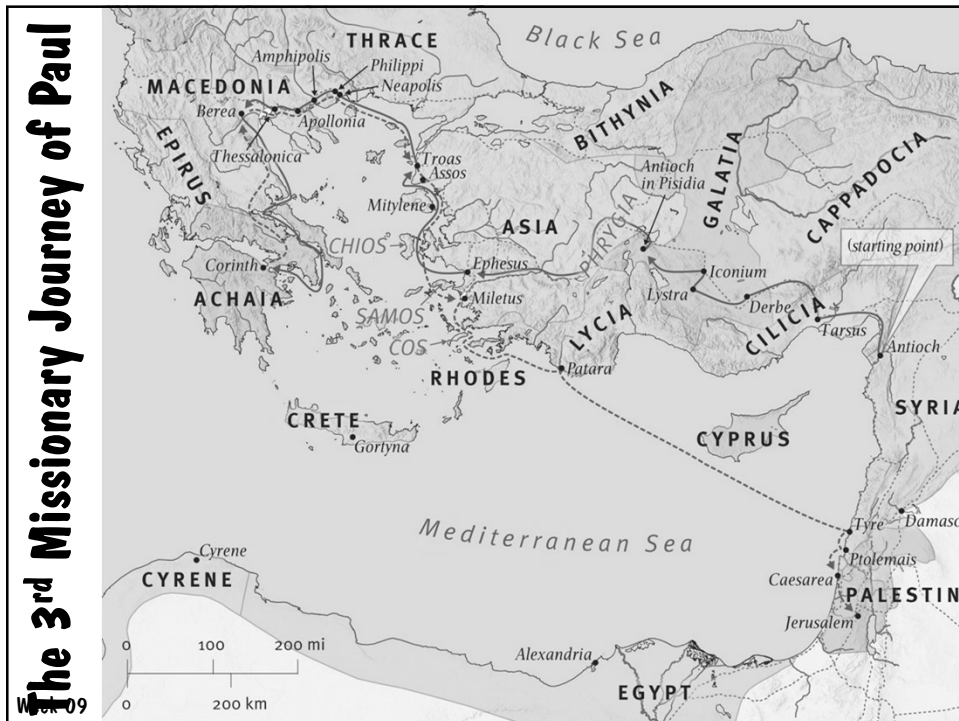 The 3rd Missionary Journey of Paul
Week 09
Black Sea
THRACE
Amphipolis
Philippi
Neapolis
MACEDONIA
Berea
Apollonia
Thessalonica
EPIRUS
BITHYNIA
GALATIA
CAPPADOCIA
Troas
Assos
Antioch
in Pisidia
Mitylene
ASIA
PHRYGIA
(starting point)
CHIOS
Corinth
Ephesus
Iconium
ACHAIA
Miletus
Lystra
Derbe
SAMOS
LYCIA
CILICIA
Tarsus
COS
Antioch
RHODES
Patara
SYRIA
CRETE
CYPRUS
Gortyna
Mediterranean Sea
Tyre
Damasc
Cyrene
Ptolemais
CYRENE
Caesarea
PALESTIN
Jerusalem
0 100 200 mi
Alexandria
0 200 km
EGYPT